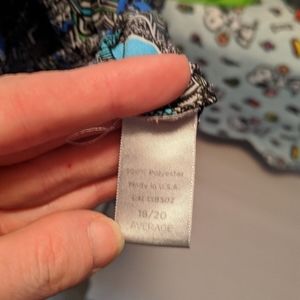 100% Polyester
Made in U.S.A.
18/20
AVERAGE